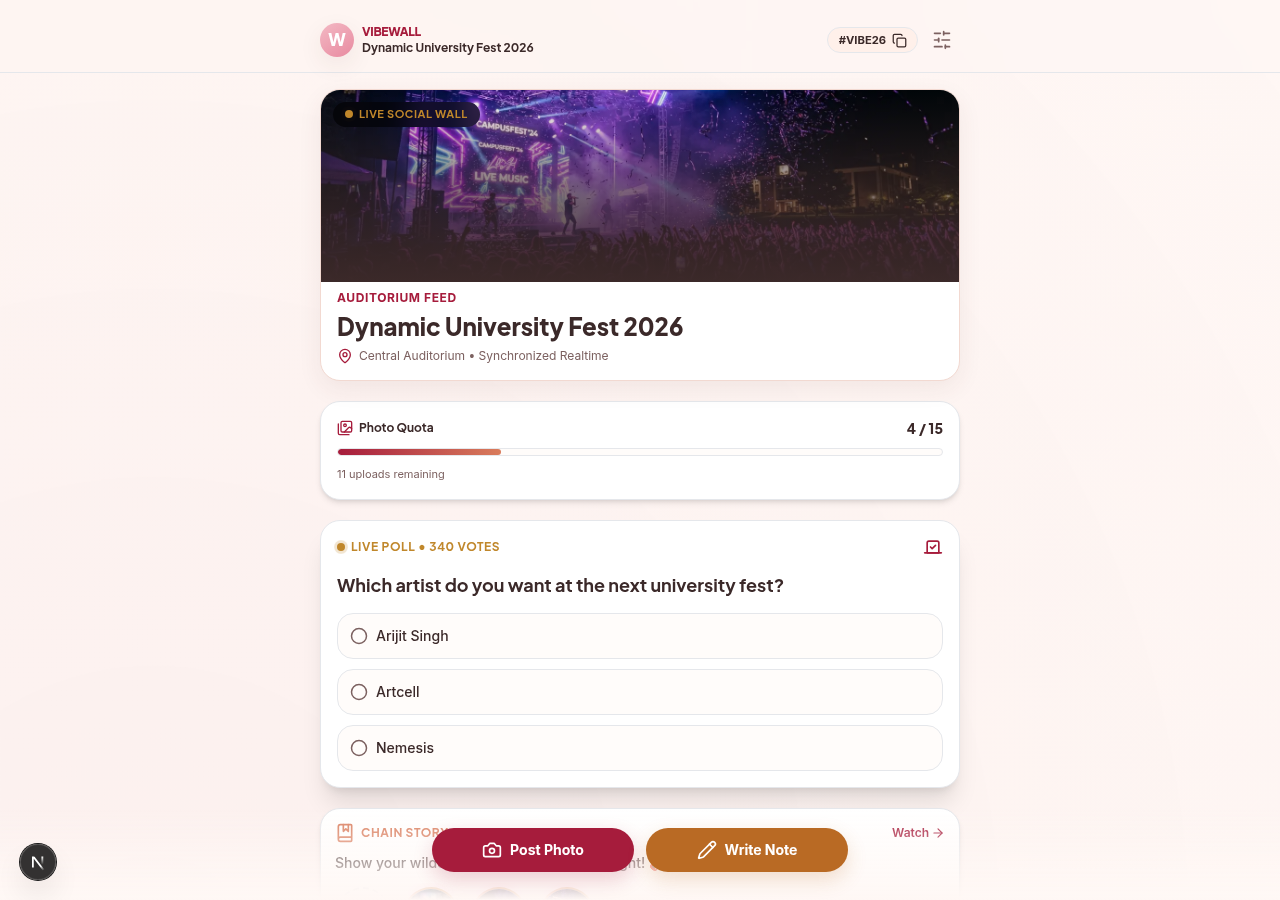 W
VIBEWALL
Dynamic University Fest 2026
#VIBE26
LIVE SOCIAL WALL
CAMPUSFEST'24
CAMPUSFEST'24
LIVE MUSIC
AUDITORIUM FEED
Dynamic University Fest 2026
Central Auditorium • Synchronized Realtime
Photo Quota
4 / 15
11 uploads remaining
LIVE POLL • 340 VOTES
Which artist do you want at the next university fest?
Arijit Singh
Artcell
Nemesis
CHAIN STORY
Watch →
Show your wild
Post Photo
Write Note
N